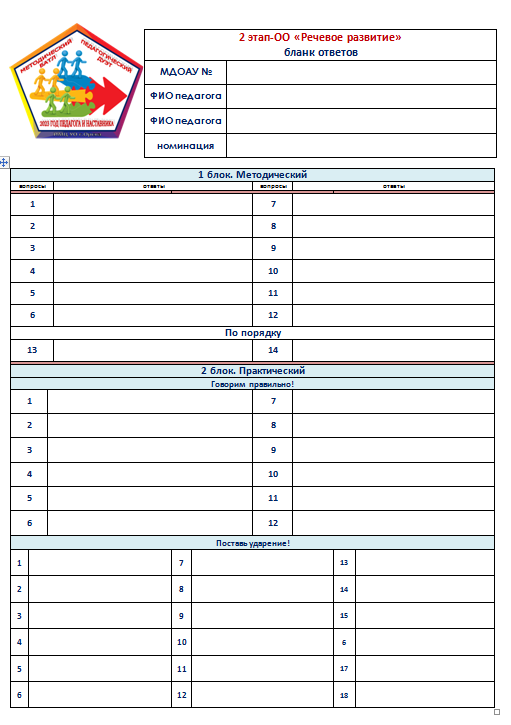 МЕТОДИЧЕСКИЙ БАТЛ
ПЕДАГОГИЧЕСКИЙ ДУЭТ
2023 ГОД ПЕДАГОГА И НАСТАВНИКА
2 этап-ОО «Речевое развитие»
бланк ответов
МДОАУ №
ФИО педагога
ФИО педагога
номинация
1 блок. Методический
вопросы ответы вопросы ответы
1 7
2 8
3 9
4 10
5 11
6 12
По порядку
13 14
2 блок. Практический
Говорим правильно!
1 7
2 8
3 9
4 10
5 11
6 12
Поставь ударение!
1 7 13
2 8 14
3 9 15
4 10 6
5 11 17
6 12 18